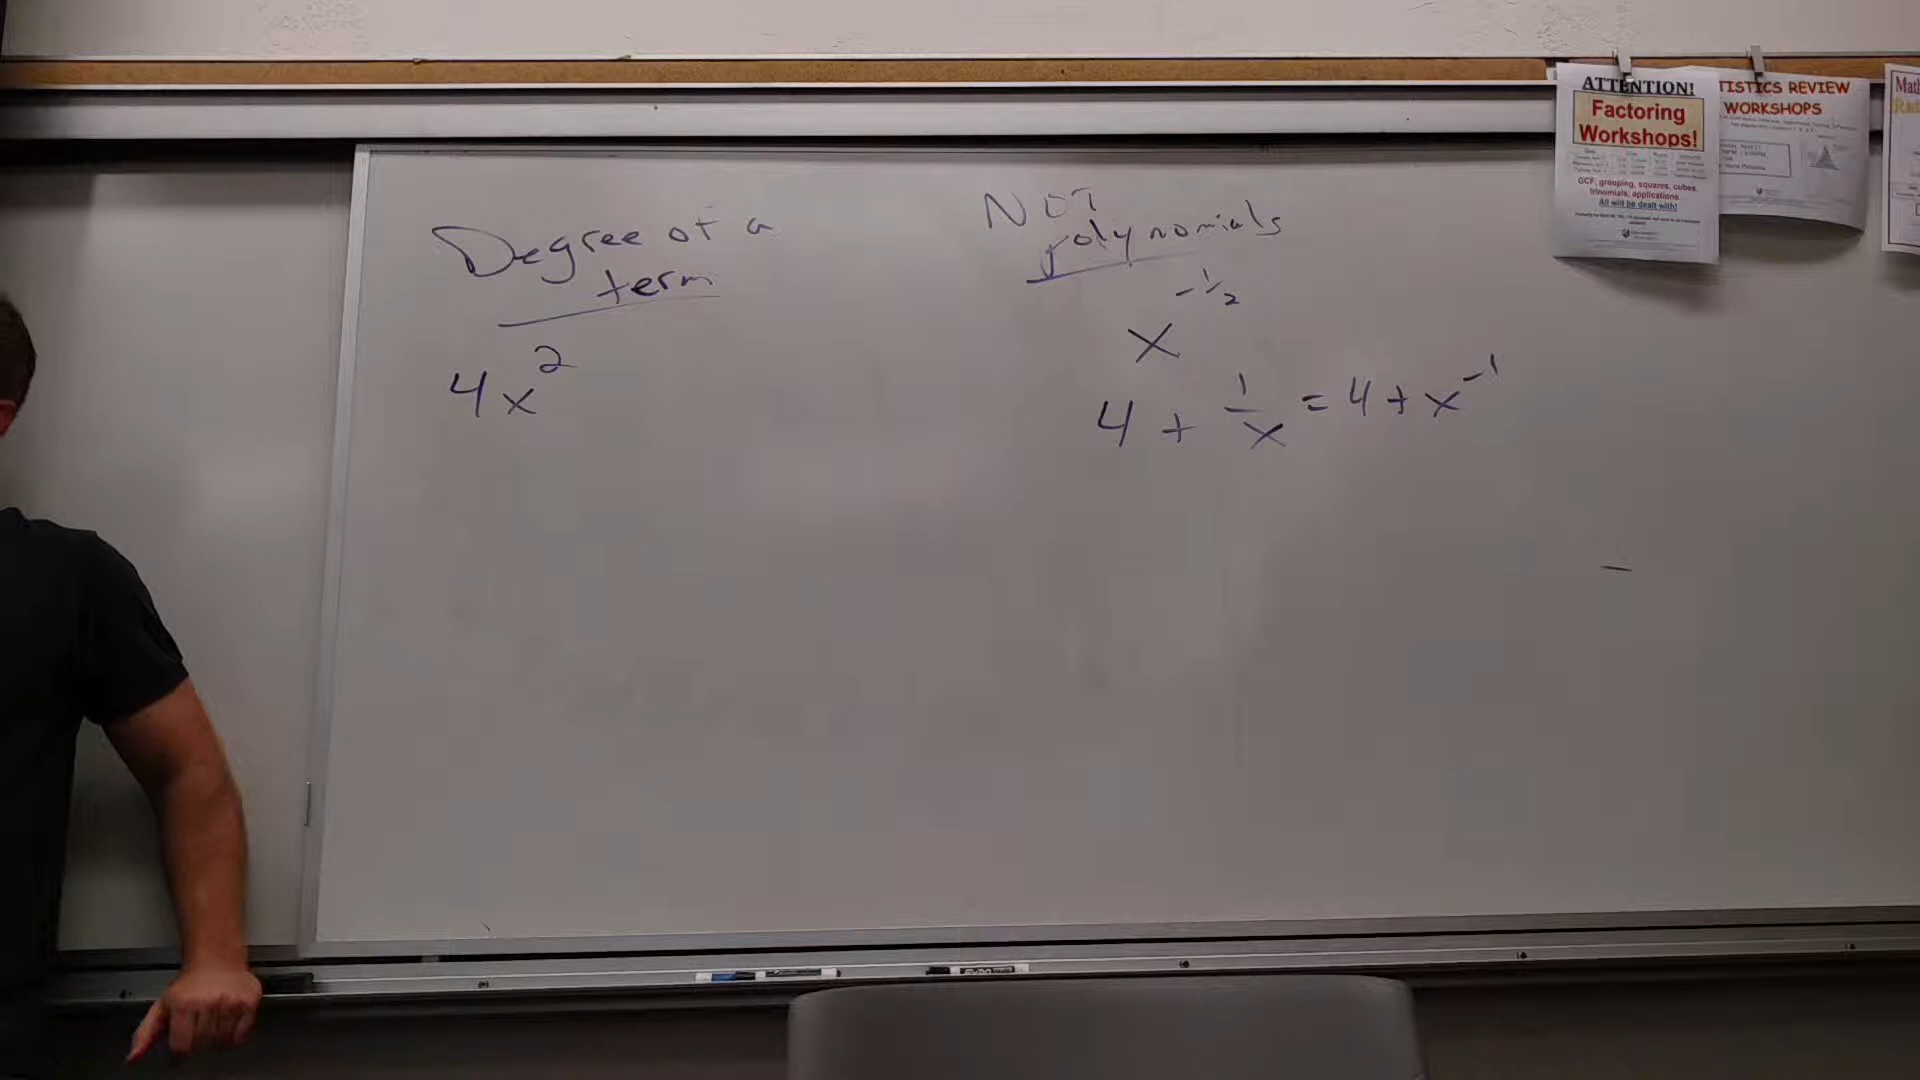 Degree of a
term
4x²
NOT
polynomials
x^-1/2
4 + 1/x = 4 + x^-1
ATTENTION!
Factoring
Workshops!
GCF, grouping, squares, cubes,
trinomials, applications
All will be dealt with!
TISTICS REVIEW
WORKSHOPS
Math